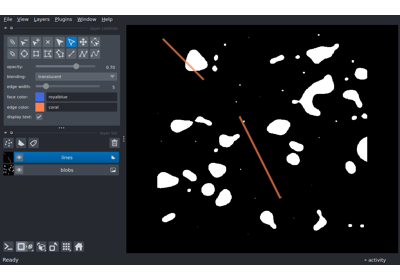 File View Layers Plugins Window Help
opacity: 0.70
blending: translucent
edge width: 5
face color: royalblue
edge color: coral
display text:
lines
blobs
Ready
activity